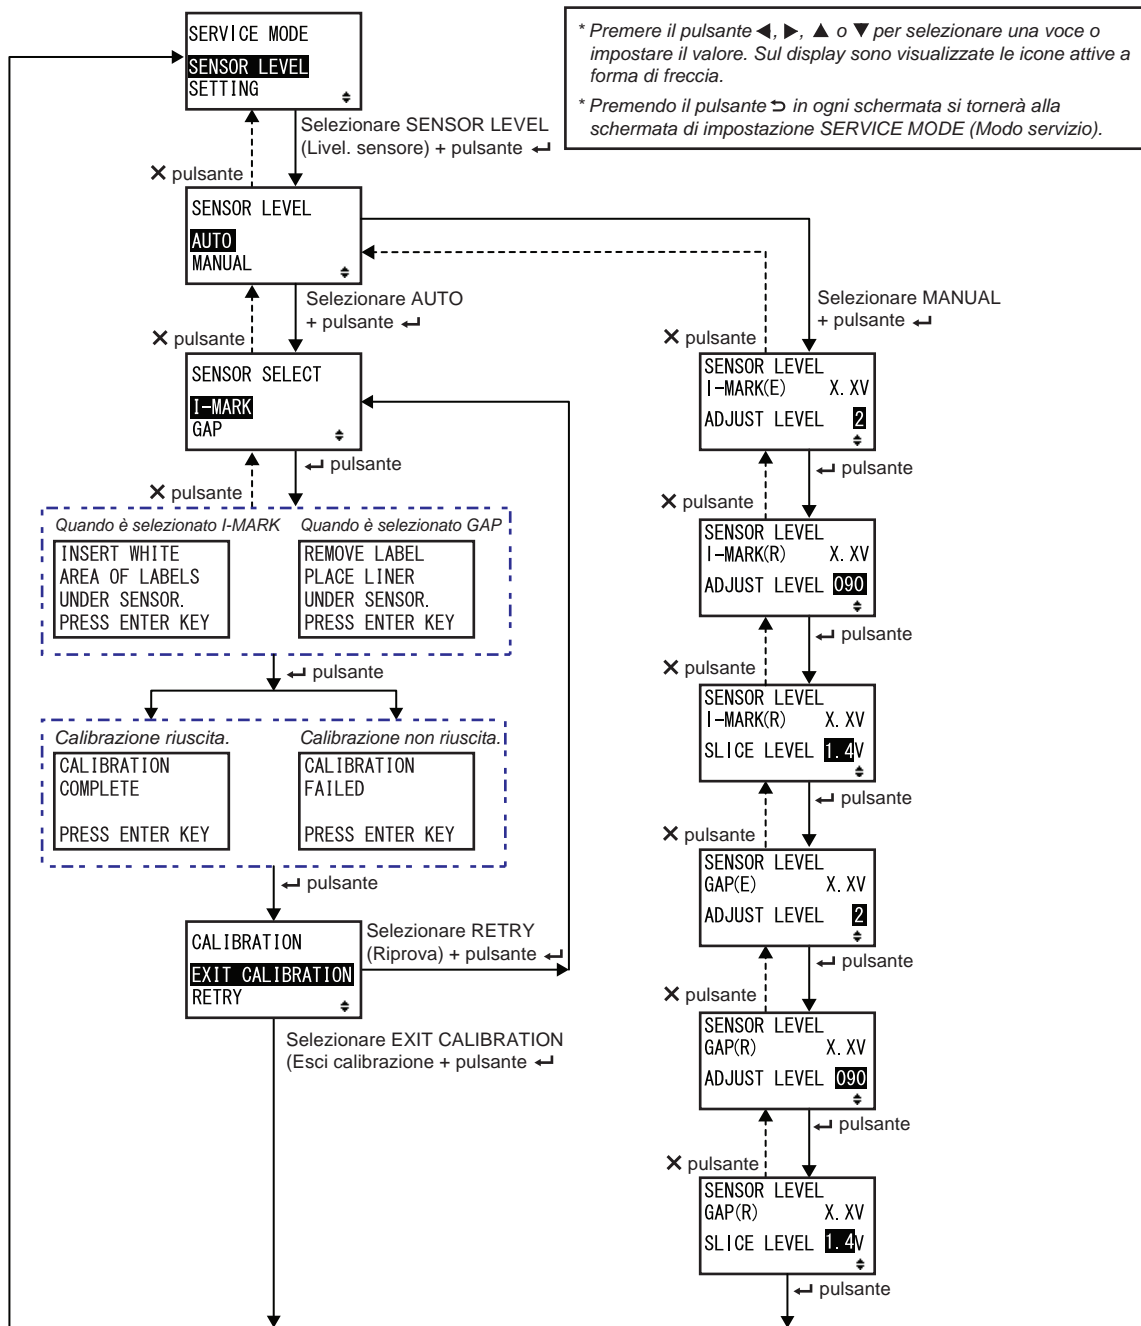 SERVICE MODE
SENSOR LEVEL
SETTING
* Premere il pulsante ◀, ▶, ▲ o ▼ per selezionare una voce o
impostare il valore. Sul display sono visualizzate le icone attive a
forma di freccia.
* Premendo il pulsante ⮌ in ogni schermata si tornerà alla
schermata di impostazione SERVICE MODE (Modo servizio).
Selezionare SENSOR LEVEL
(Livel. sensore) + pulsante ↵
✕ pulsante
SENSOR LEVEL
AUTO
MANUAL
Selezionare AUTO
+ pulsante ↵
✕ pulsante
SENSOR SELECT
I-MARK
GAP
↵ pulsante
✕ pulsante
Quando è selezionato I-MARK
INSERT WHITE
AREA OF LABELS
UNDER SENSOR.
PRESS ENTER KEY
Quando è selezionato GAP
REMOVE LABEL
PLACE LINER
UNDER SENSOR.
PRESS ENTER KEY
↵ pulsante
Calibrazione riuscita.
CALIBRATION
COMPLETE
PRESS ENTER KEY
Calibrazione non riuscita.
CALIBRATION
FAILED
PRESS ENTER KEY
↵ pulsante
CALIBRATION
EXIT CALIBRATION
RETRY
Selezionare RETRY
(Riprova) + pulsante ↵
Selezionare EXIT CALIBRATION
(Esci calibrazione + pulsante ↵
Selezionare MANUAL
+ pulsante ↵
✕ pulsante
SENSOR LEVEL
I-MARK(E) X.XV
ADJUST LEVEL 2
↵ pulsante
✕ pulsante
SENSOR LEVEL
I-MARK(R) X.XV
ADJUST LEVEL 090
↵ pulsante
✕ pulsante
SENSOR LEVEL
I-MARK(R) X.XV
SLICE LEVEL 1.4V
↵ pulsante
✕ pulsante
SENSOR LEVEL
GAP(E) X.XV
ADJUST LEVEL 2
↵ pulsante
✕ pulsante
SENSOR LEVEL
GAP(R) X.XV
ADJUST LEVEL 090
↵ pulsante
✕ pulsante
SENSOR LEVEL
GAP(R) X.XV
SLICE LEVEL 1.4V
↵ pulsante